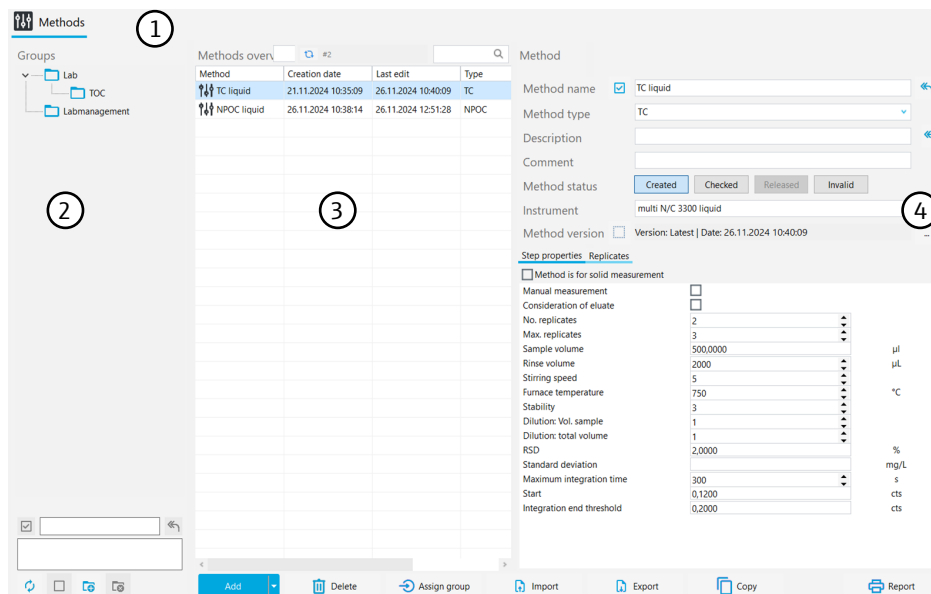 Methods
1
Groups
Lab
TOC
Labmanagement
2
Methods overv
#2
Method Creation date Last edit Type
TC liquid 21.11.2024 10:35:09 26.11.2024 10:40:09 TC
NPOC liquid 26.11.2024 10:38:14 26.11.2024 12:51:28 NPOC
3
Method
Method name TC liquid
Method type TC
Description
Comment
Method status Created Checked Released Invalid
Instrument multi N/C 3300 liquid
4
Method version Version: Latest | Date: 26.11.2024 10:40:09 ...
Step properties Replicates
Method is for solid measurement
Manual measurement
Consideration of eluate
No. replicates 2
Max. replicates 3
Sample volume 500,0000 µl
Rinse volume 2000 µL
Stirring speed 5
Furnace temperature 750 °C
Stability 3
Dilution: Vol. sample 1
Dilution: total volume 1
RSD 2,0000 %
Standard deviation mg/L
Maximum integration time 300 s
Start 0,1200 cts
Integration end threshold 0,2000 cts
Add Delete Assign group Import Export Copy Report